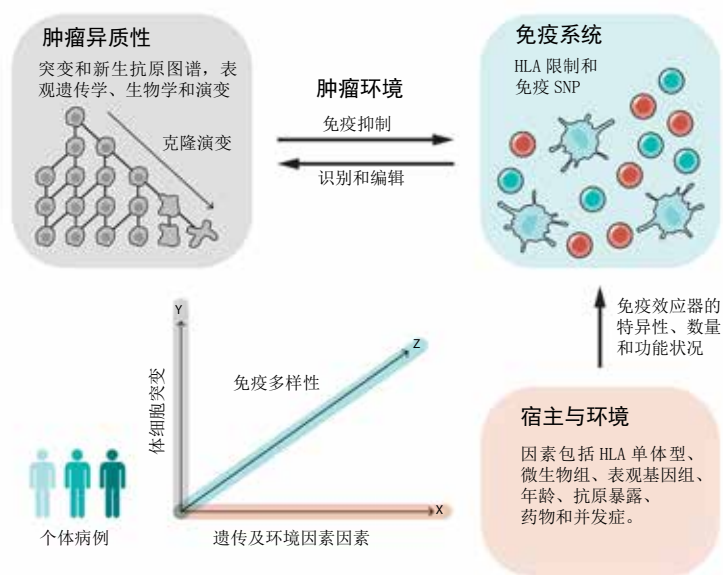 肿瘤异质性
突变和新生抗原图谱，表
观遗传学、生物学和演变
克隆演变
肿瘤环境
免疫抑制
识别和编辑
免疫系统
HLA 限制和
免疫 SNP
免疫效应器的
特异性、数量
和功能状况
宿主与环境
因素包括 HLA 单体型、
微生物组、表观基因组、
年龄、抗原暴露、
药物和并发症。
Y
体细胞突变
Z
免疫多样性
X
遗传及环境因素因素
个体病例